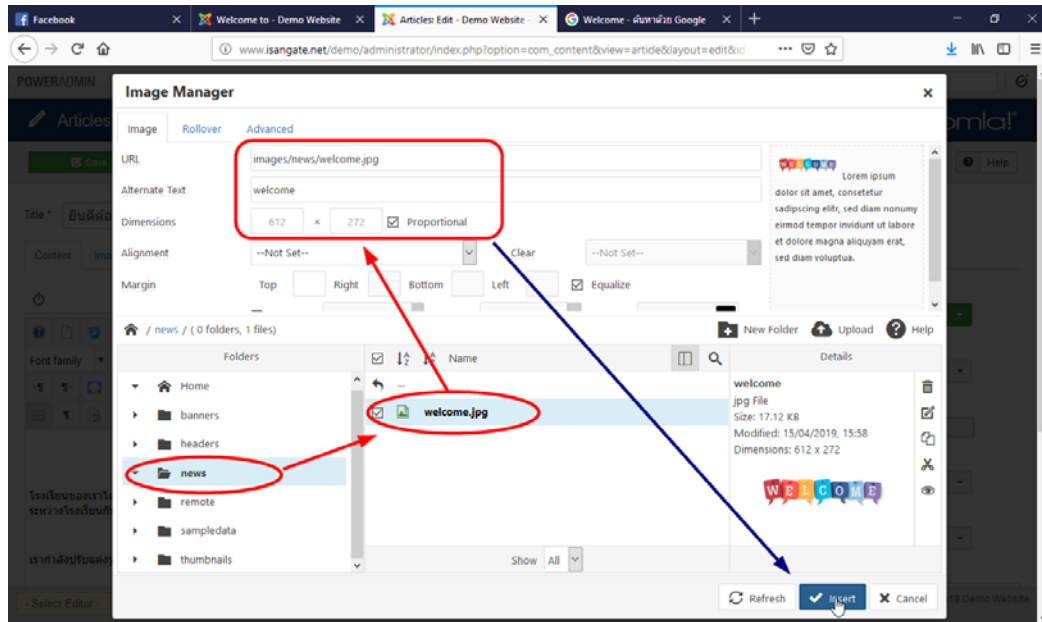 Facebook
Welcome to - Demo Website
Articles: Edit - Demo Website -
Welcome - ค้นหาด้วย Google
www.isangate.net/demo/administrator/index.php?option=com_content&view=article&layout=edit&id
POWERADMIN
Image Manager
Articles
omla!
Image Rollover Advanced
Save
Help
URL images/news/welcome.jpg
Alternate Text welcome
Dimensions 612 × 272 Proportional
Title *
Alignment --Not Set-- Clear --Not Set--
Content Ima
Margin Top Right Bottom Left Equalize
WELCOME Lorem ipsum
dolor sit amet, consetetur
sadipscing elitr, sed diam nonumy
eirmod tempor invidunt ut labore
et dolore magna aliquyam erat,
sed diam voluptua.
/ news / ( 0 folders, 1 files)
New Folder Upload Help
Font family
Folders
Name
Details
Home
banners
headers
news
remote
sampledata
thumbnails
..
welcome.jpg
welcome
jpg File
Size: 17.12 KB
Modified: 15/04/2019, 15:58
Dimensions: 612 x 272
WELCOME
Show All
- Select Editor -
Refresh Insert Cancel
Demo Website